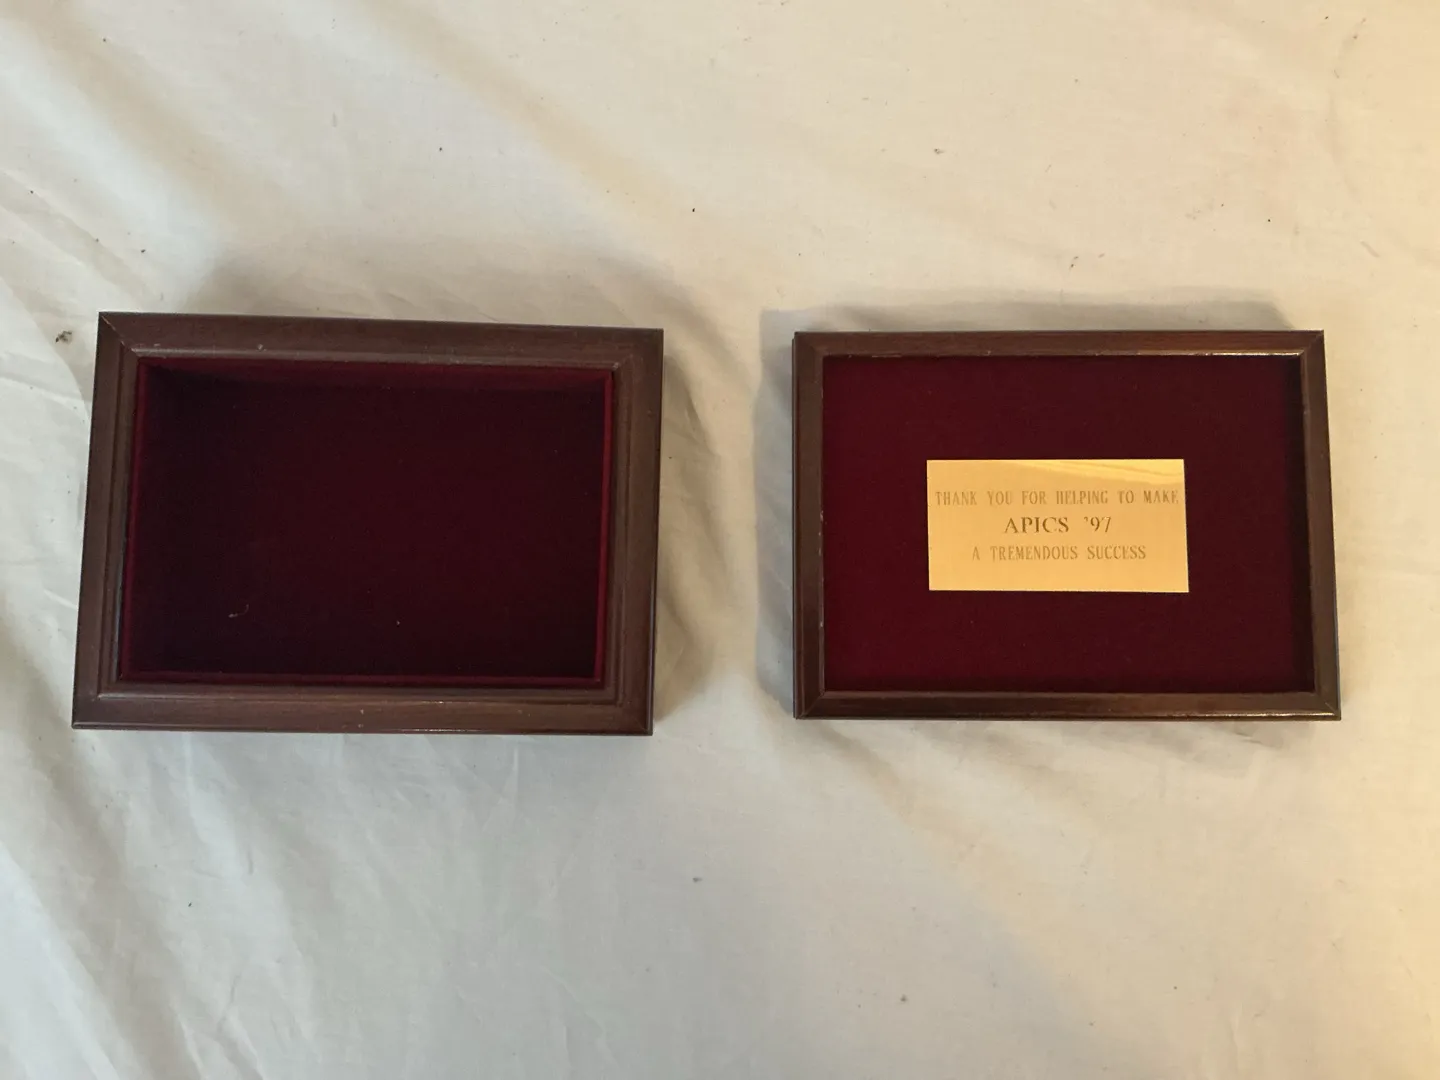 THANK YOU FOR HELPING TO MAKE
APICS '97
A TREMENDOUS SUCCESS